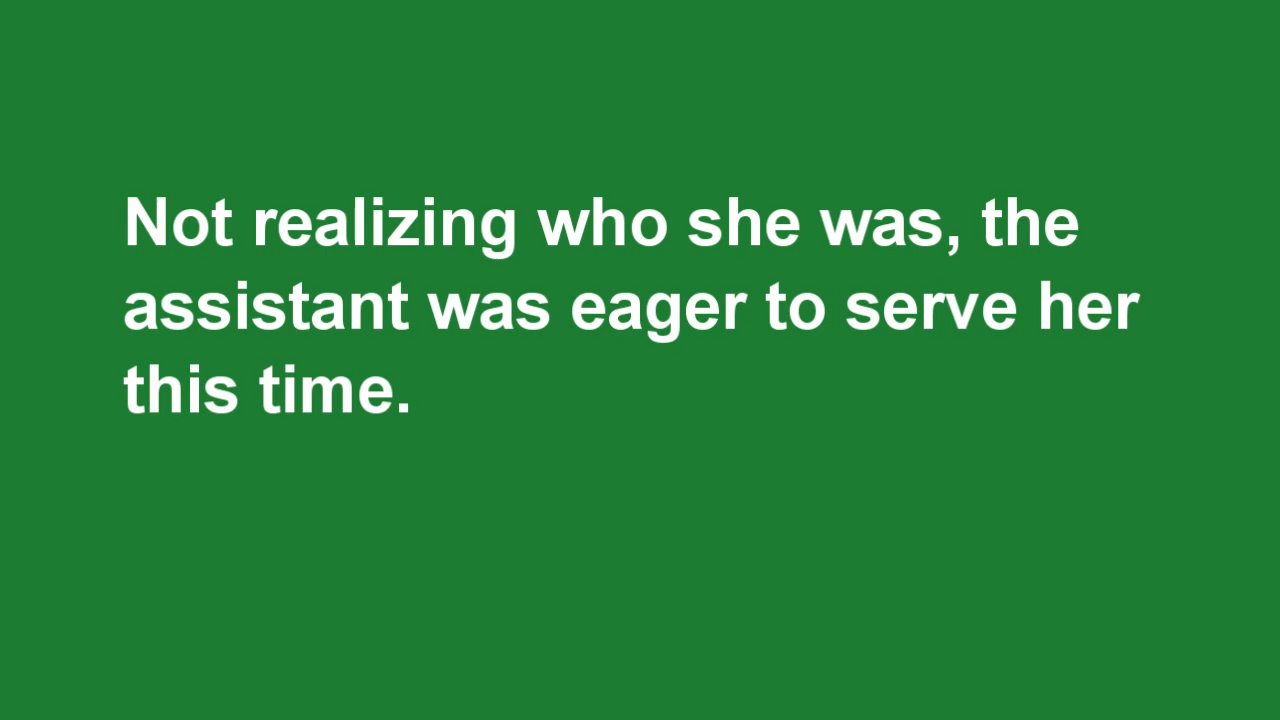 Not realizing who she was, the
assistant was eager to serve her
this time.